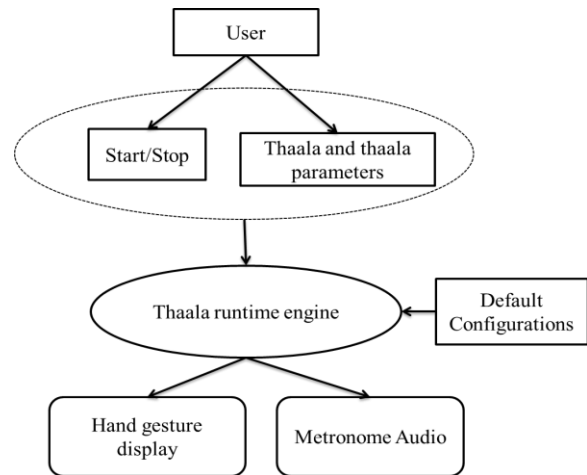 User
Start/Stop
Thaala and thaala
parameters
Thaala runtime engine
Default
Configurations
Hand gesture
display
Metronome Audio